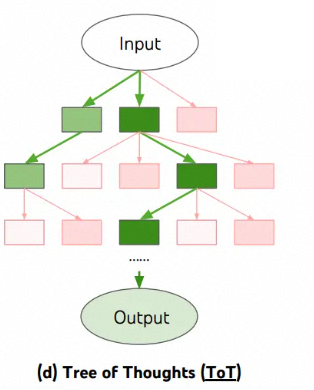 Input
......
Output
(d) Tree of Thoughts (ToT)